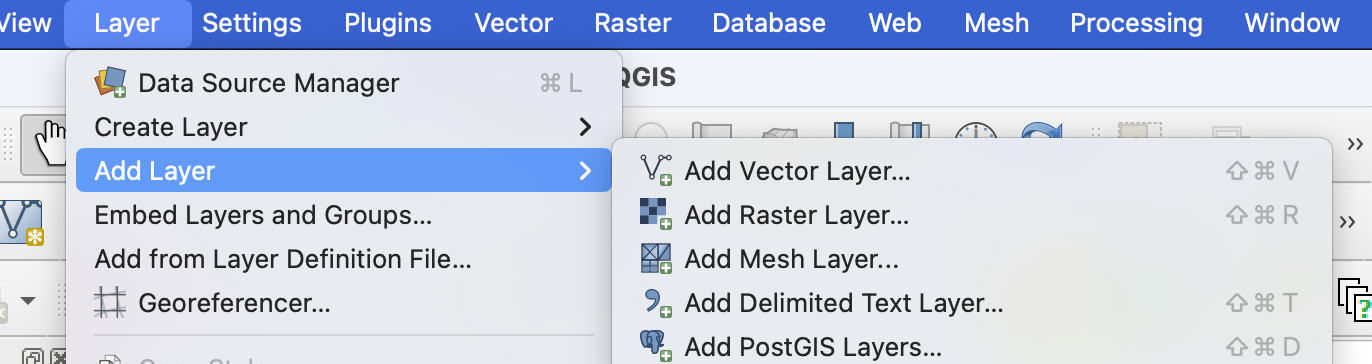 View Layer Settings Plugins Vector Raster Database Web Mesh Processing Window
QGIS
Data Source Manager ⌘ L
Create Layer
Add Layer
Embed Layers and Groups...
Add from Layer Definition File...
Georeferencer...
Add Vector Layer... ⇧ ⌘ V
Add Raster Layer... ⇧ ⌘ R
Add Mesh Layer...
Add Delimited Text Layer... ⇧ ⌘ T
Add PostGIS Layers... ⇧ ⌘ D